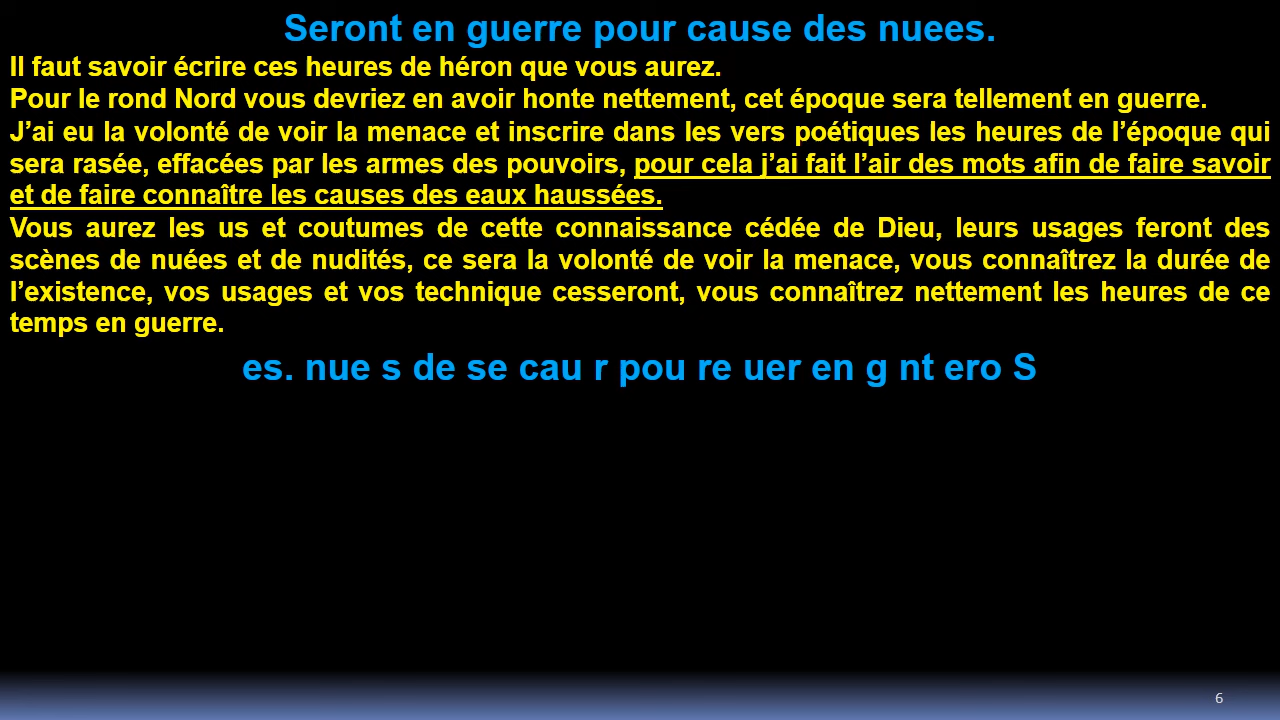 Seront en guerre pour cause des nuees.
Il faut savoir écrire ces heures de héron que vous aurez.
Pour le rond Nord vous devriez en avoir honte nettement, cet époque sera tellement en guerre.
J’ai eu la volonté de voir la menace et inscrire dans les vers poétiques les heures de l’époque qui
sera rasée, effacées par les armes des pouvoirs, pour cela j’ai fait l’air des mots afin de faire savoir
et de faire connaître les causes des eaux haussées.
Vous aurez les us et coutumes de cette connaissance cédée de Dieu, leurs usages feront des
scènes de nuées et de nudités, ce sera la volonté de voir la menace, vous connaîtrez la durée de
l’existence, vos usages et vos technique cesseront, vous connaîtrez nettement les heures de ce
temps en guerre.
es. nue s de se cau r pou re uer en g nt ero S
6